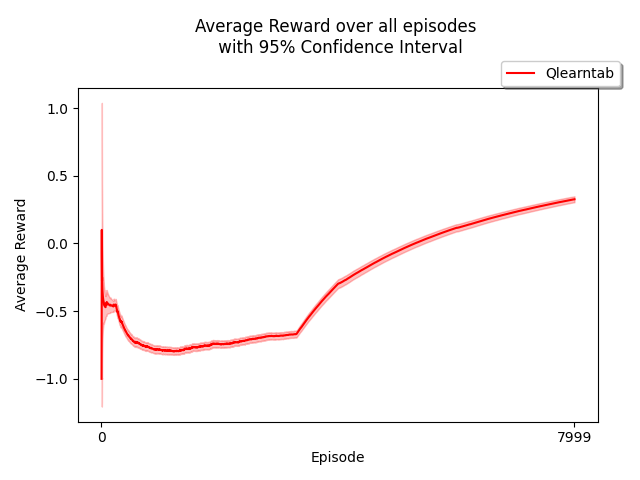 Average Reward over all episodes
with 95% Confidence Interval
Qlearntab
1.0
0.5
0.0
−0.5
−1.0
Average Reward
0
7999
Episode